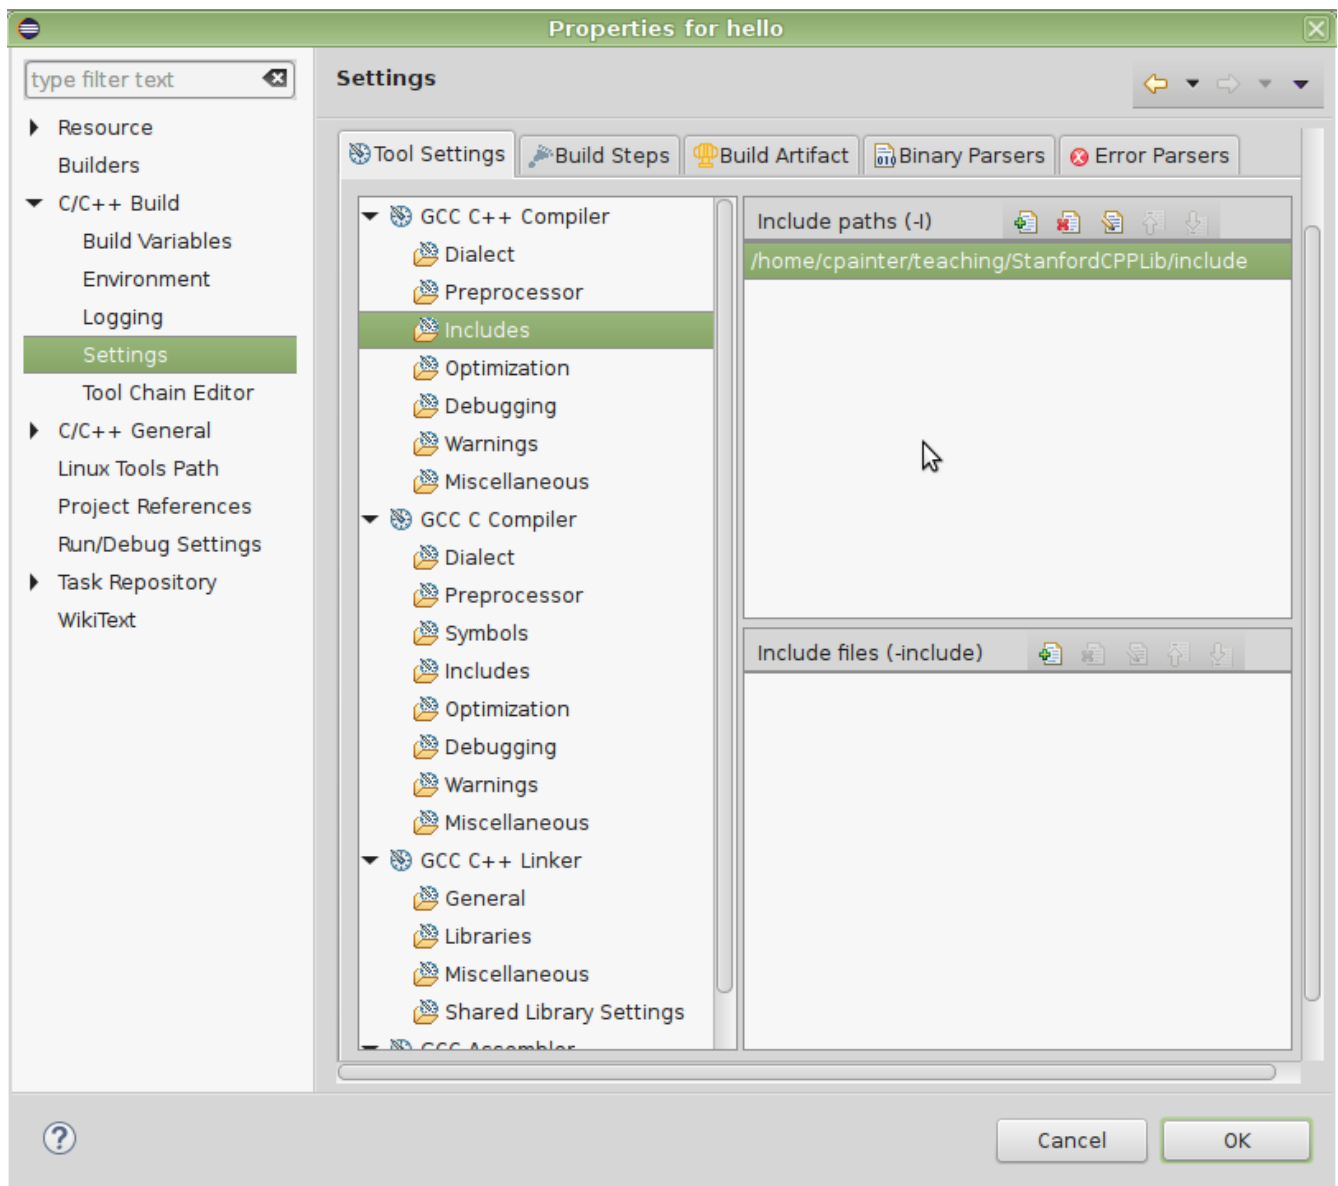 Properties for hello
type filter text
Resource
Builders
C/C++ Build
Build Variables
Environment
Logging
Settings
Tool Chain Editor
C/C++ General
Linux Tools Path
Project References
Run/Debug Settings
Task Repository
WikiText
Settings
Tool Settings
Build Steps
Build Artifact
Binary Parsers
Error Parsers
GCC C++ Compiler
Dialect
Preprocessor
Includes
Optimization
Debugging
Warnings
Miscellaneous
GCC C Compiler
Dialect
Preprocessor
Symbols
Includes
Optimization
Debugging
Warnings
Miscellaneous
GCC C++ Linker
General
Libraries
Miscellaneous
Shared Library Settings
GCC Assembler
Include paths (-I)
/home/cpainter/teaching/StanfordCPPLib/include
Include files (-include)
Cancel
OK